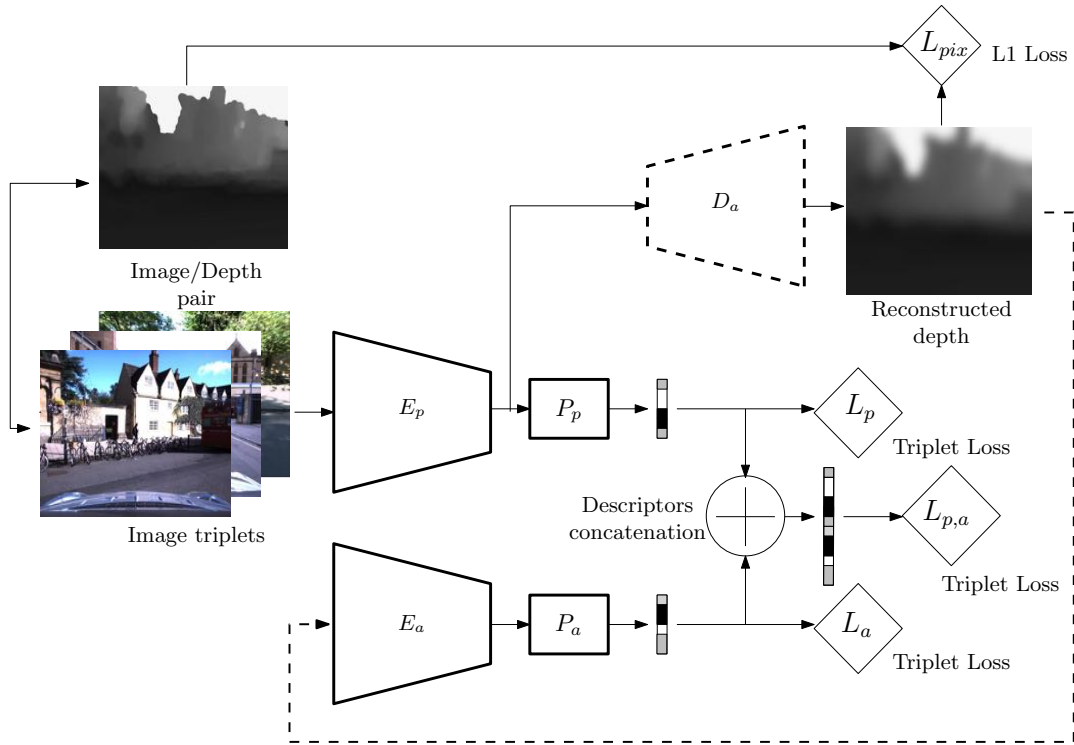 L_pix
L1 Loss
D_a
Image/Depth
pair
Reconstructed
depth
E_p
P_p
L_p
Triplet Loss
Descriptors
concatenation
L_p,a
Image triplets
Triplet Loss
E_a
P_a
L_a
Triplet Loss